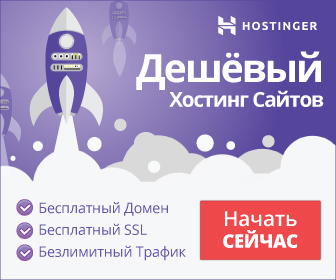 HOSTINGER
Дешёвый
Хостинг Сайтов
Бесплатный Домен
Бесплатный SSL
Безлимитный Трафик
Начать
СЕЙЧАС